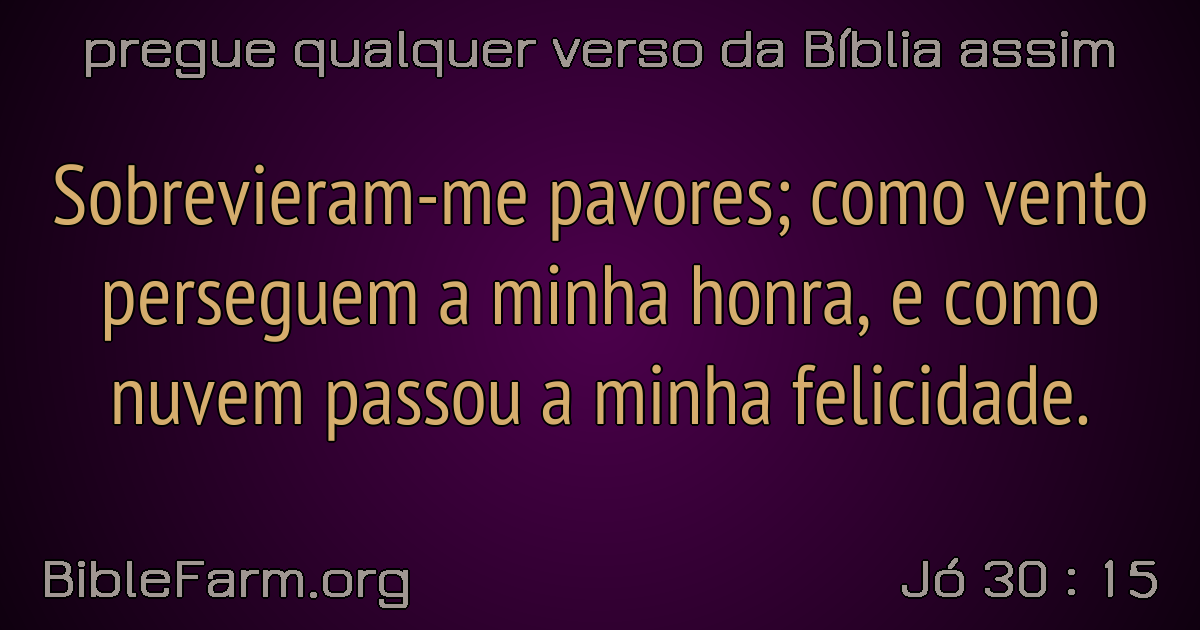 pregue qualquer verso da Bíblia assim
Sobrevieram-me pavores; como vento
perseguem a minha honra, e como
nuvem passou a minha felicidade.
BibleFarm.org
Jó 30 : 15